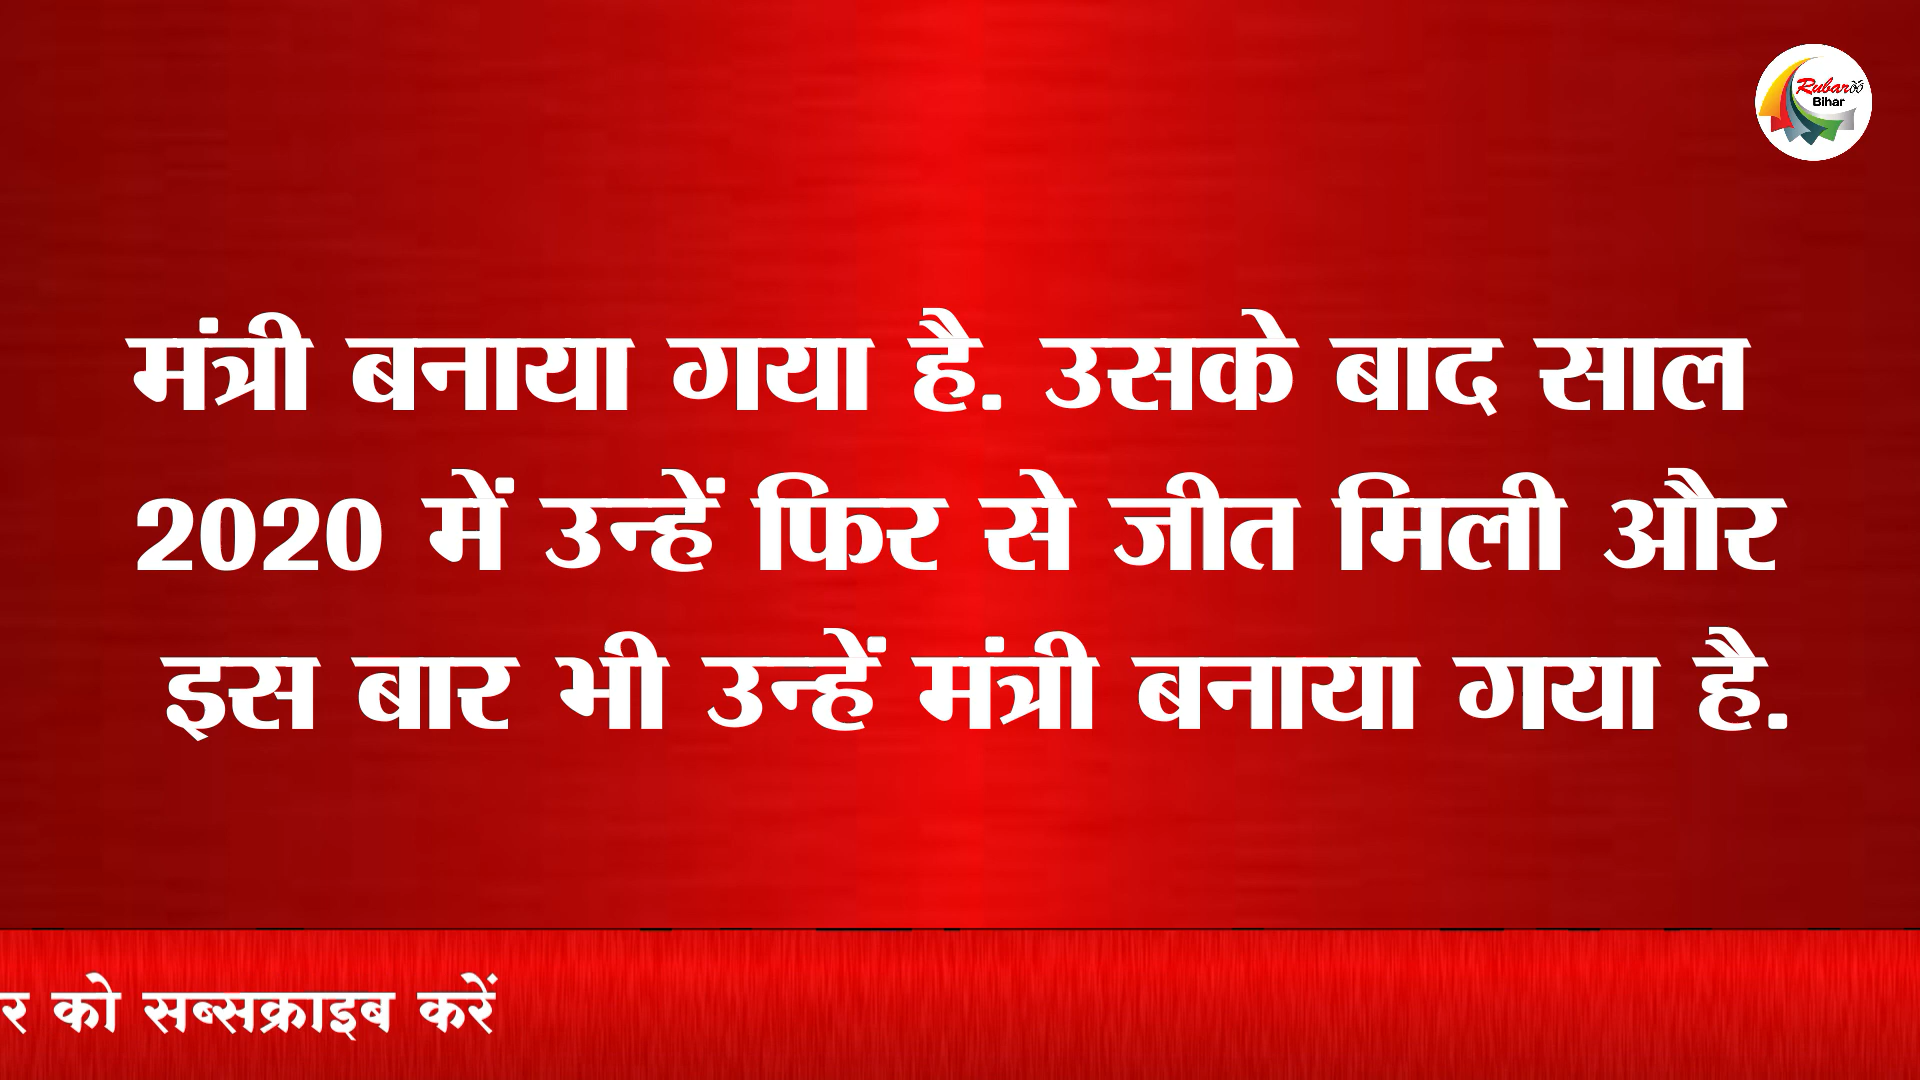 Rubaroo
Bihar
मंत्री बनाया गया है. उसके बाद साल
2020 में उन्हें फिर से जीत मिली और
इस बार भी उन्हें मंत्री बनाया गया है.
र को सब्सक्राइब करें